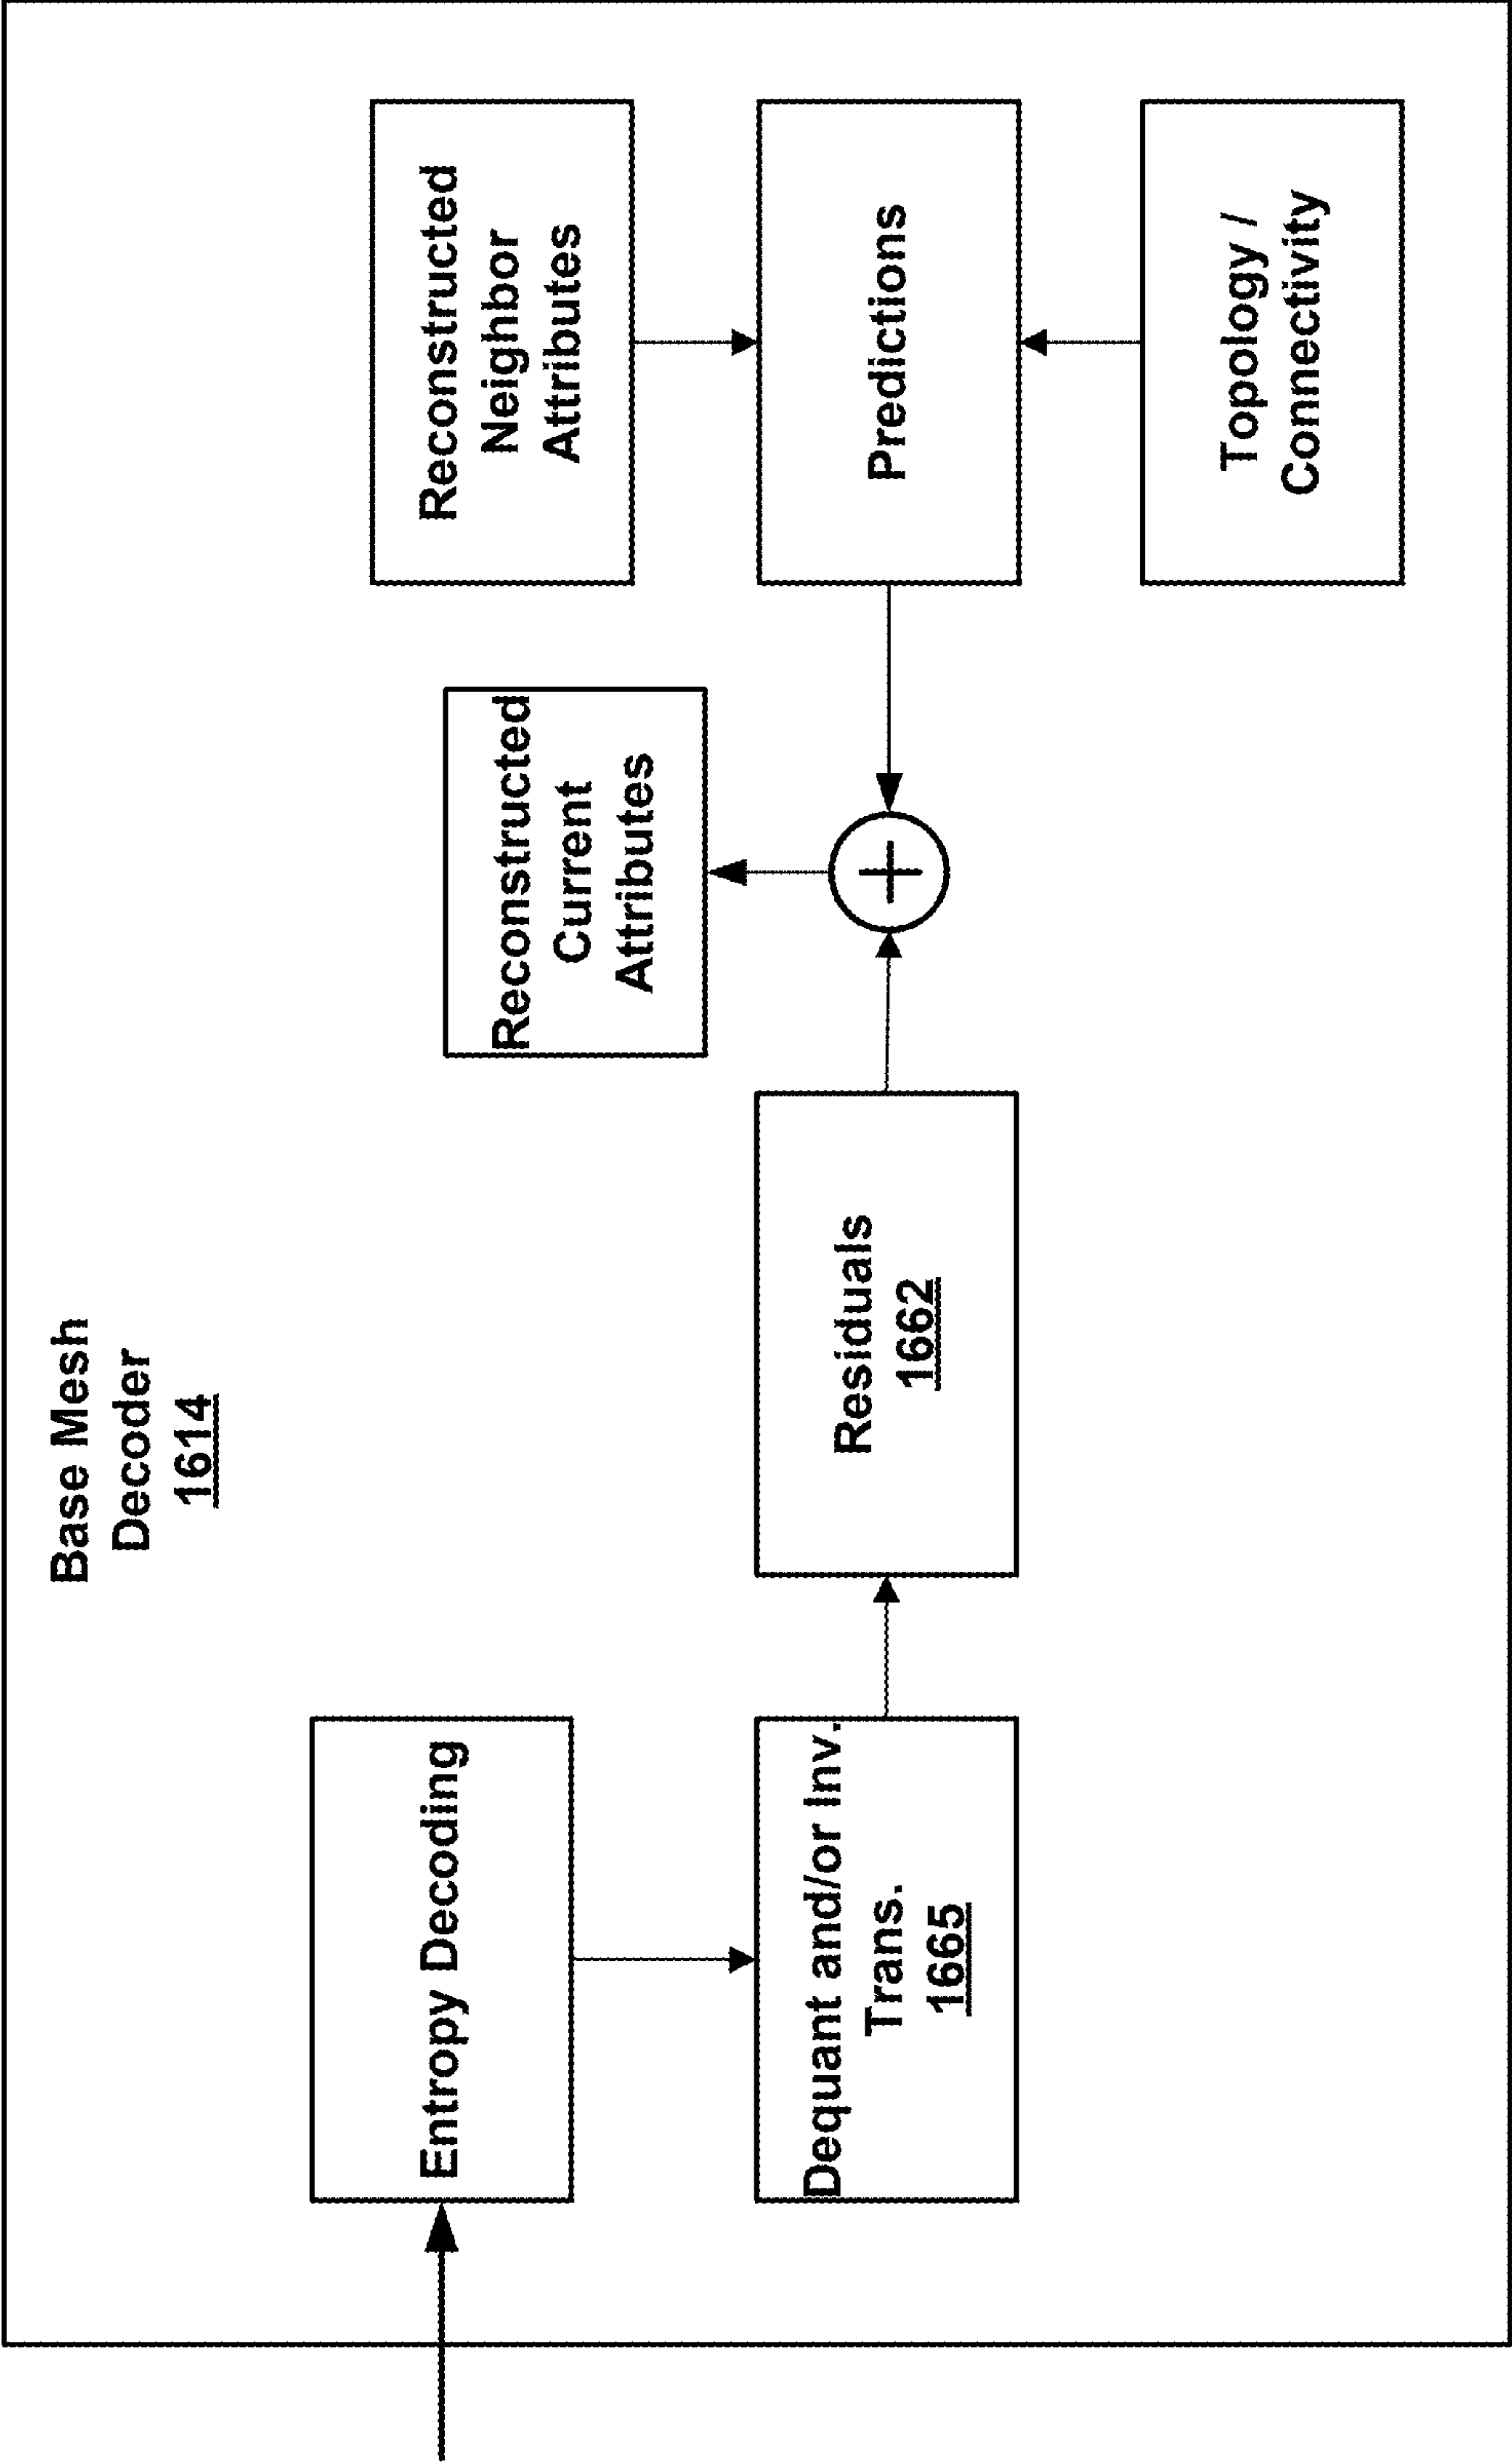 Base Mesh
Decoder
1614
Entropy Decoding
Dequant and/or Inv.
Trans.
1665
Residuals
1662
+
Reconstructed
Current
Attributes
Reconstructed
Neighbor
Attributes
Predictions
Topology /
Connectivity